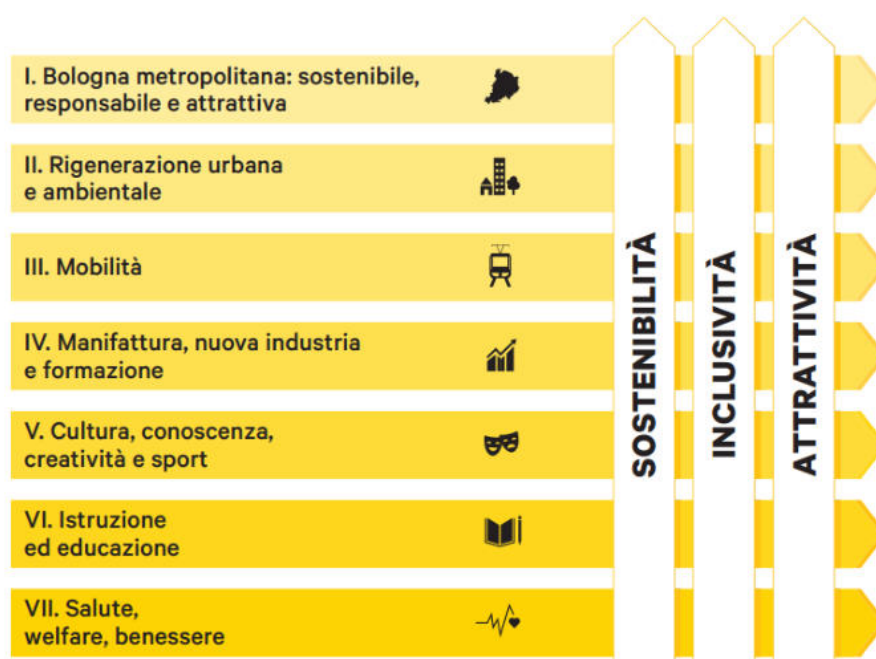 I. Bologna metropolitana: sostenibile,
responsabile e attrattiva
II. Rigenerazione urbana
e ambientale
III. Mobilità
IV. Manifattura, nuova industria
e formazione
V. Cultura, conoscenza,
creatività e sport
VI. Istruzione
ed educazione
VII. Salute,
welfare, benessere
SOSTENIBILITÀ
INCLUSIVITÀ
ATTRATTIVITÀ